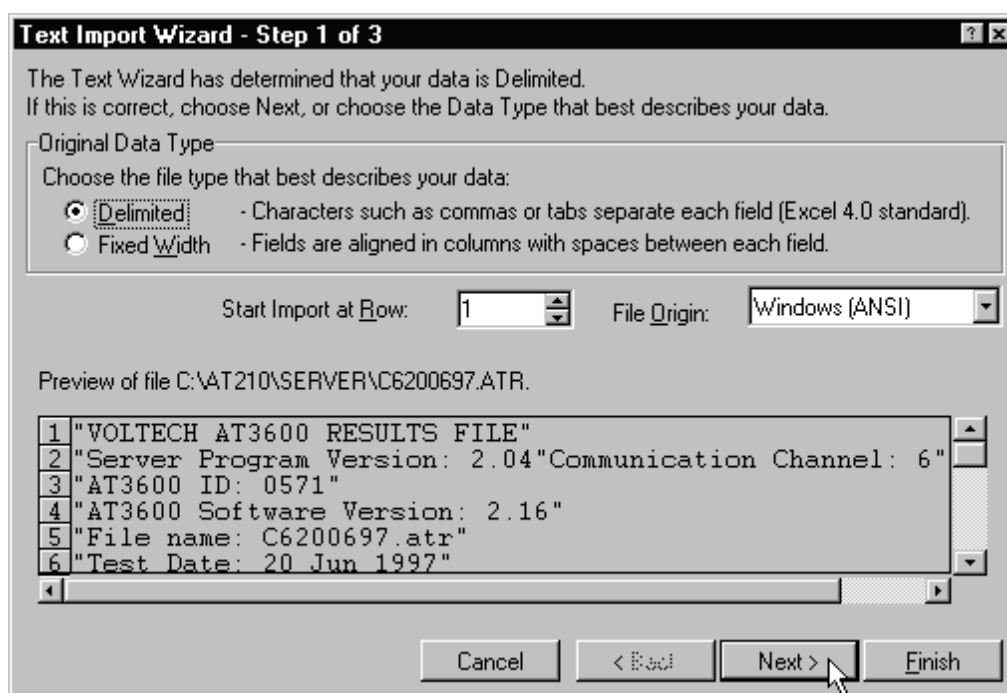 Text Import Wizard - Step 1 of 3
The Text Wizard has determined that your data is Delimited.
If this is correct, choose Next, or choose the Data Type that best describes your data.
Original Data Type
Choose the file type that best describes your data:
Delimited - Characters such as commas or tabs separate each field (Excel 4.0 standard).
Fixed Width - Fields are aligned in columns with spaces between each field.
Start Import at Row: 1 File Origin: Windows (ANSI)
Preview of file C:\AT210\SERVER\C6200697.ATR.
1 "VOLTECH AT3600 RESULTS FILE"
2 "Server Program Version: 2.04"Communication Channel: 6"
3 "AT3600 ID: 0571"
4 "AT3600 Software Version: 2.16"
5 "File name: C6200697.atr"
6 "Test Date: 20 Jun 1997"
Cancel < Back Next > Finish